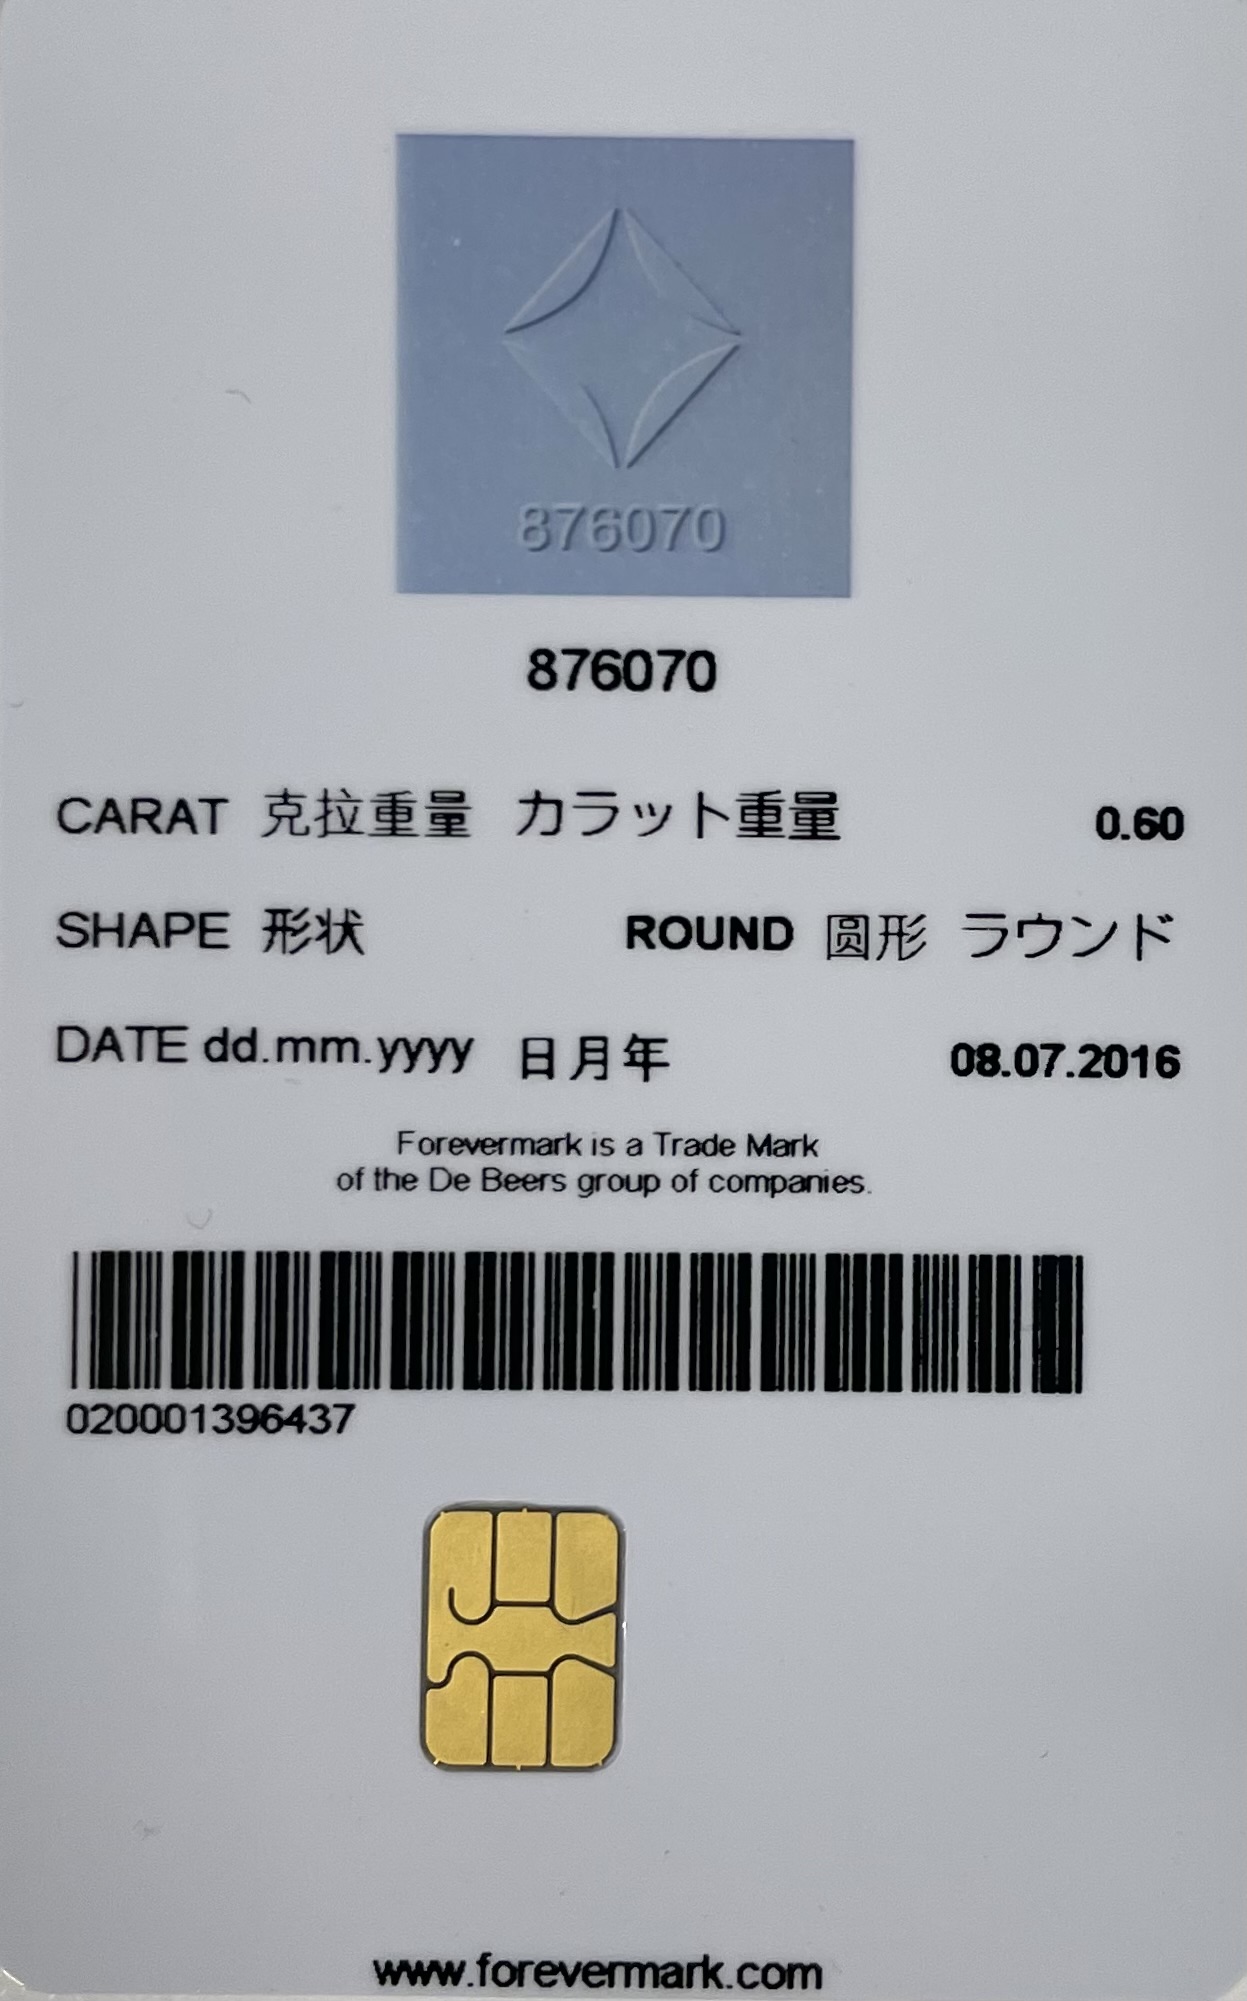 876070
876070
CARAT 克拉重量 カラット重量 0.60
SHAPE 形状 ROUND 圆形 ラウンド
DATE dd.mm.yyyy 日月年 08.07.2016
Forevermark is a Trade Mark
of the De Beers group of companies.
020001396437
www.forevermark.com